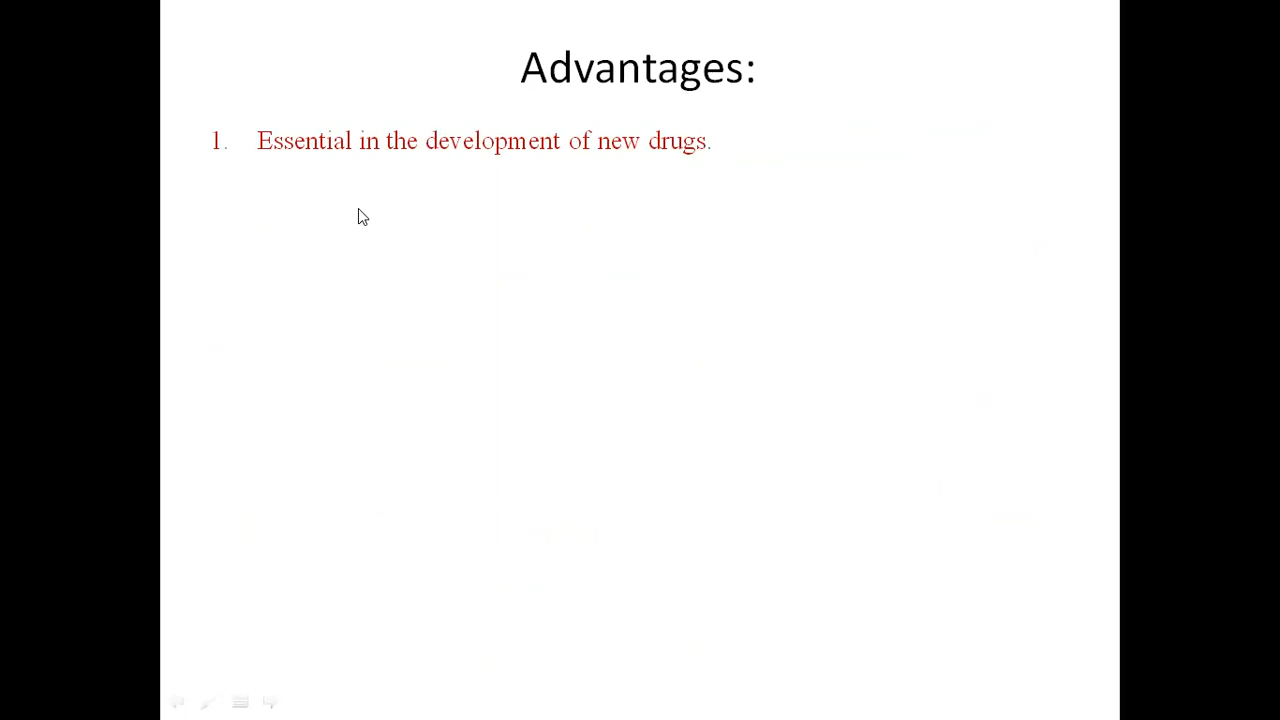 Advantages:
1. Essential in the development of new drugs.